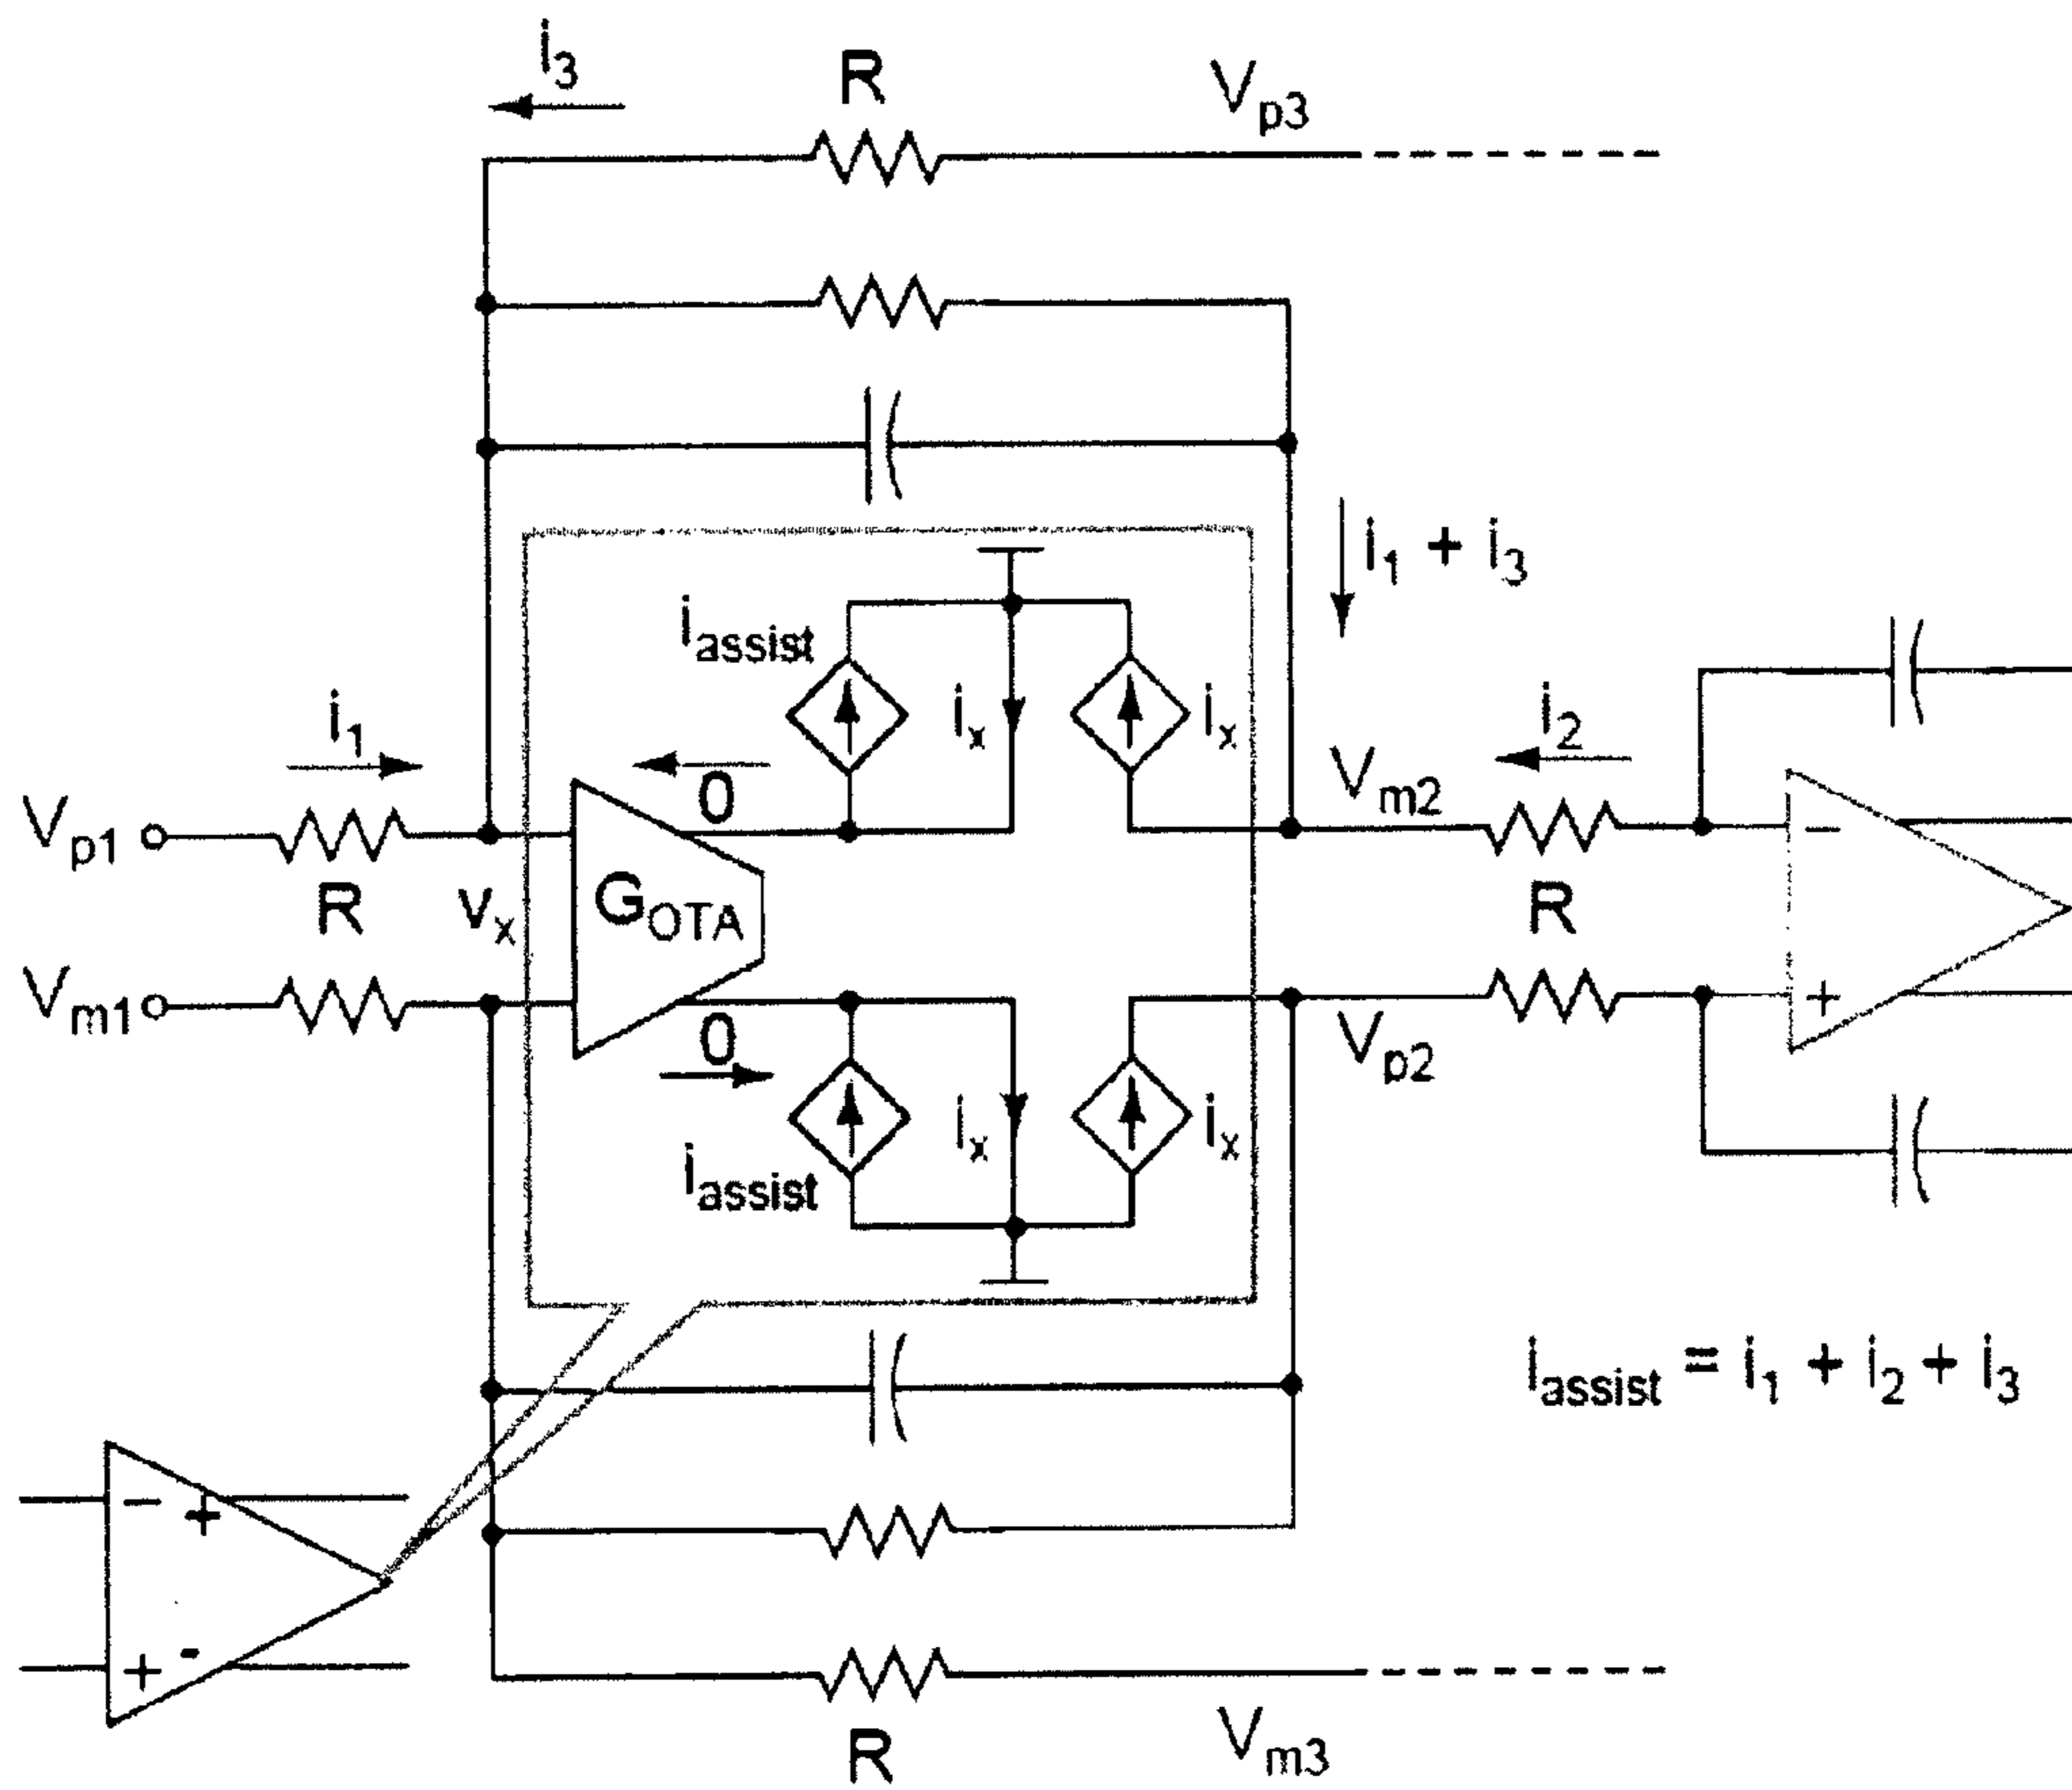 i3
R
Vp3
i1 + i3
iassist
ix
ix
i1
i2
0
Vp1
Vm2
R
vx
GOTA
R
Vm1
0
Vp2
iassist
ix
ix
− +
+ -
−
+
iassist = i1 + i2 + i3
R
Vm3